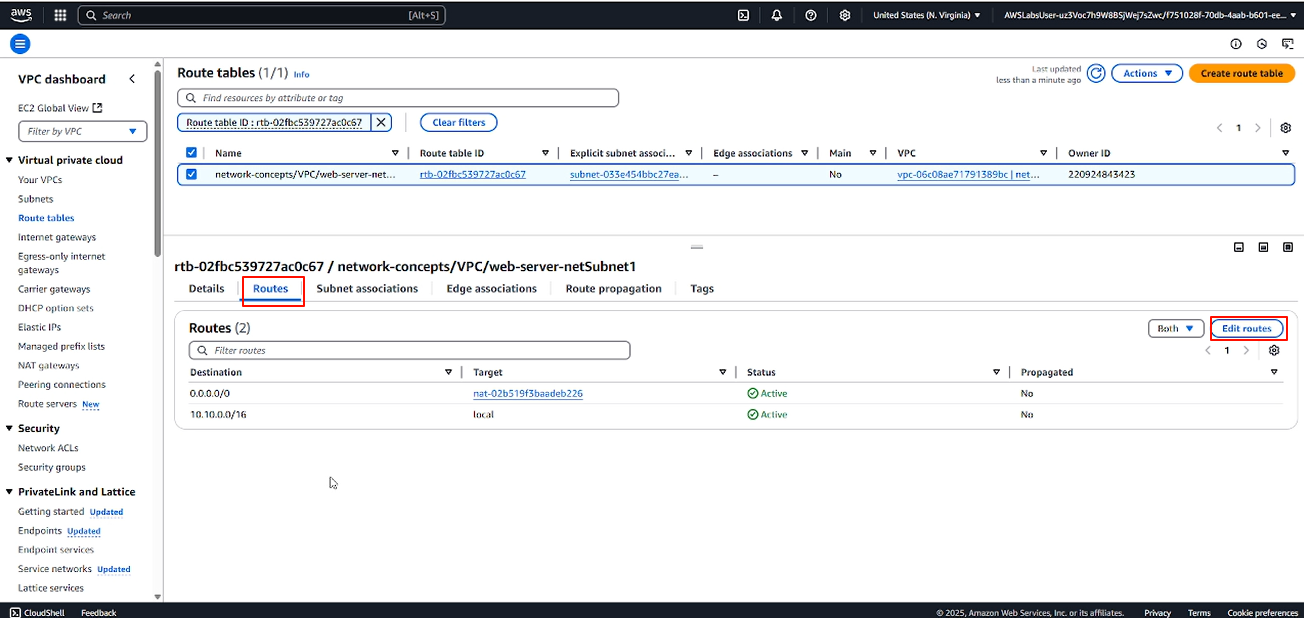 aws Search [Alt+S] United States (N. Virginia) AWSLabsUser-uz3Voc7h9W8BSjWej7sZwc/f751028f-70db-4aab-b601-ee...
VPC dashboard
EC2 Global View
Filter by VPC
Virtual private cloud
Your VPCs
Subnets
Route tables
Internet gateways
Egress-only internet
gateways
Carrier gateways
DHCP option sets
Elastic IPs
Managed prefix lists
NAT gateways
Peering connections
Route servers New
Security
Network ACLs
Security groups
PrivateLink and Lattice
Getting started Updated
Endpoints Updated
Endpoint services
Service networks Updated
Lattice services
Route tables (1/1) Info
Last updated
less than a minute ago
Actions
Create route table
Find resources by attribute or tag
Route table ID : rtb-02fbc539727ac0c67
Clear filters
1
Name Route table ID Explicit subnet associ... Edge associations Main VPC Owner ID
network-concepts/VPC/web-server-net... rtb-02fbc539727ac0c67 subnet-033e454bbc27ea... – No vpc-06c08ae71791389bc | net... 220924843423
rtb-02fbc539727ac0c67 / network-concepts/VPC/web-server-netSubnet1
Details Routes Subnet associations Edge associations Route propagation Tags
Routes (2)
Both Edit routes
Filter routes
1
Destination Target Status Propagated
0.0.0.0/0 nat-02b519f3baadeb226 Active No
10.10.0.0/16 local Active No
CloudShell Feedback © 2025, Amazon Web Services, Inc. or its affiliates. Privacy Terms Cookie preferences